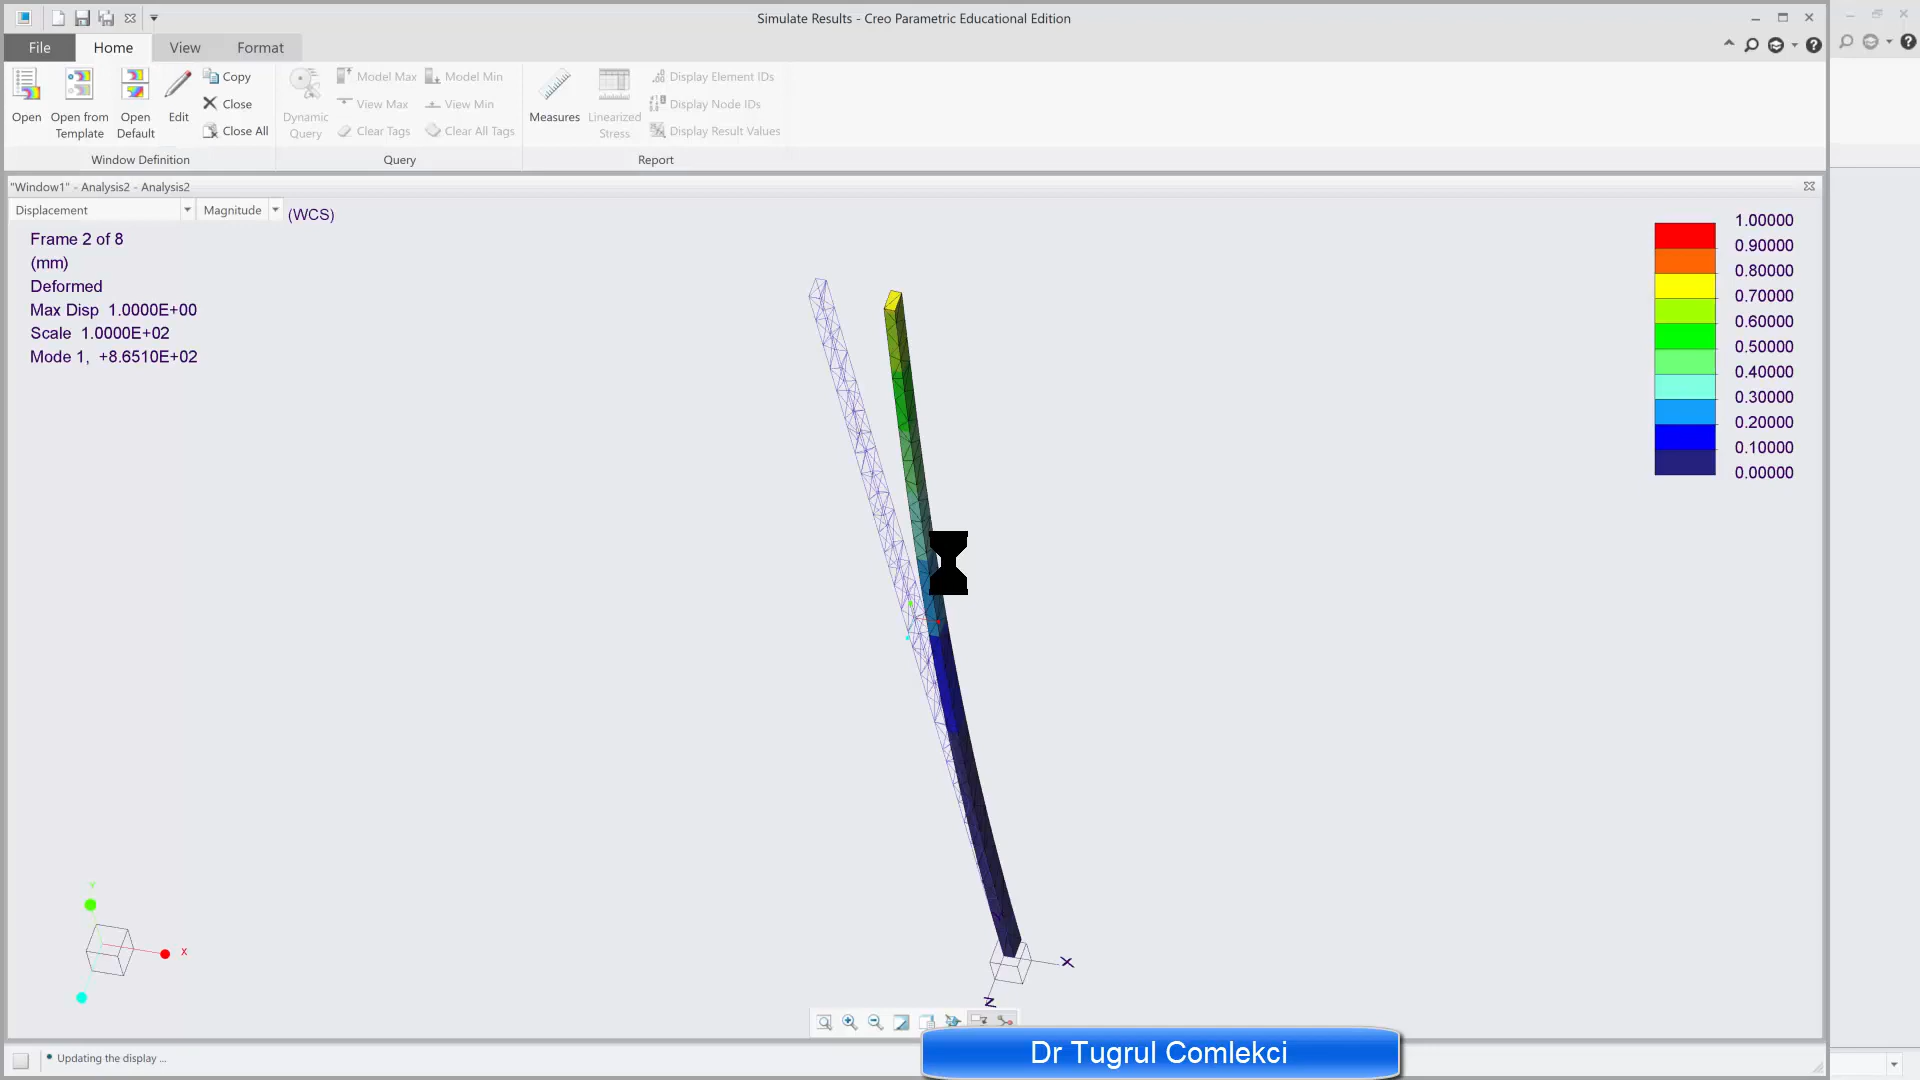 Simulate Results - Creo Parametric Educational Edition
File Home View Format
Open
Open from Template
Open Default
Edit
Copy
Close
Close All
Window Definition
Dynamic Query
Model Max
Model Min
View Max
View Min
Clear Tags
Clear All Tags
Query
Measures
Linearized Stress
Display Element IDs
Display Node IDs
Display Result Values
Report
"Window1" - Analysis2 - Analysis2
Displacement Magnitude (WCS)
Frame 2 of 8
(mm)
Deformed
Max Disp 1.0000E+00
Scale 1.0000E+02
Mode 1, +8.6510E+02
1.00000
0.90000
0.80000
0.70000
0.60000
0.50000
0.40000
0.30000
0.20000
0.10000
0.00000
Y
X
Y
X
Z
Updating the display ...
Dr Tugrul Comlekci